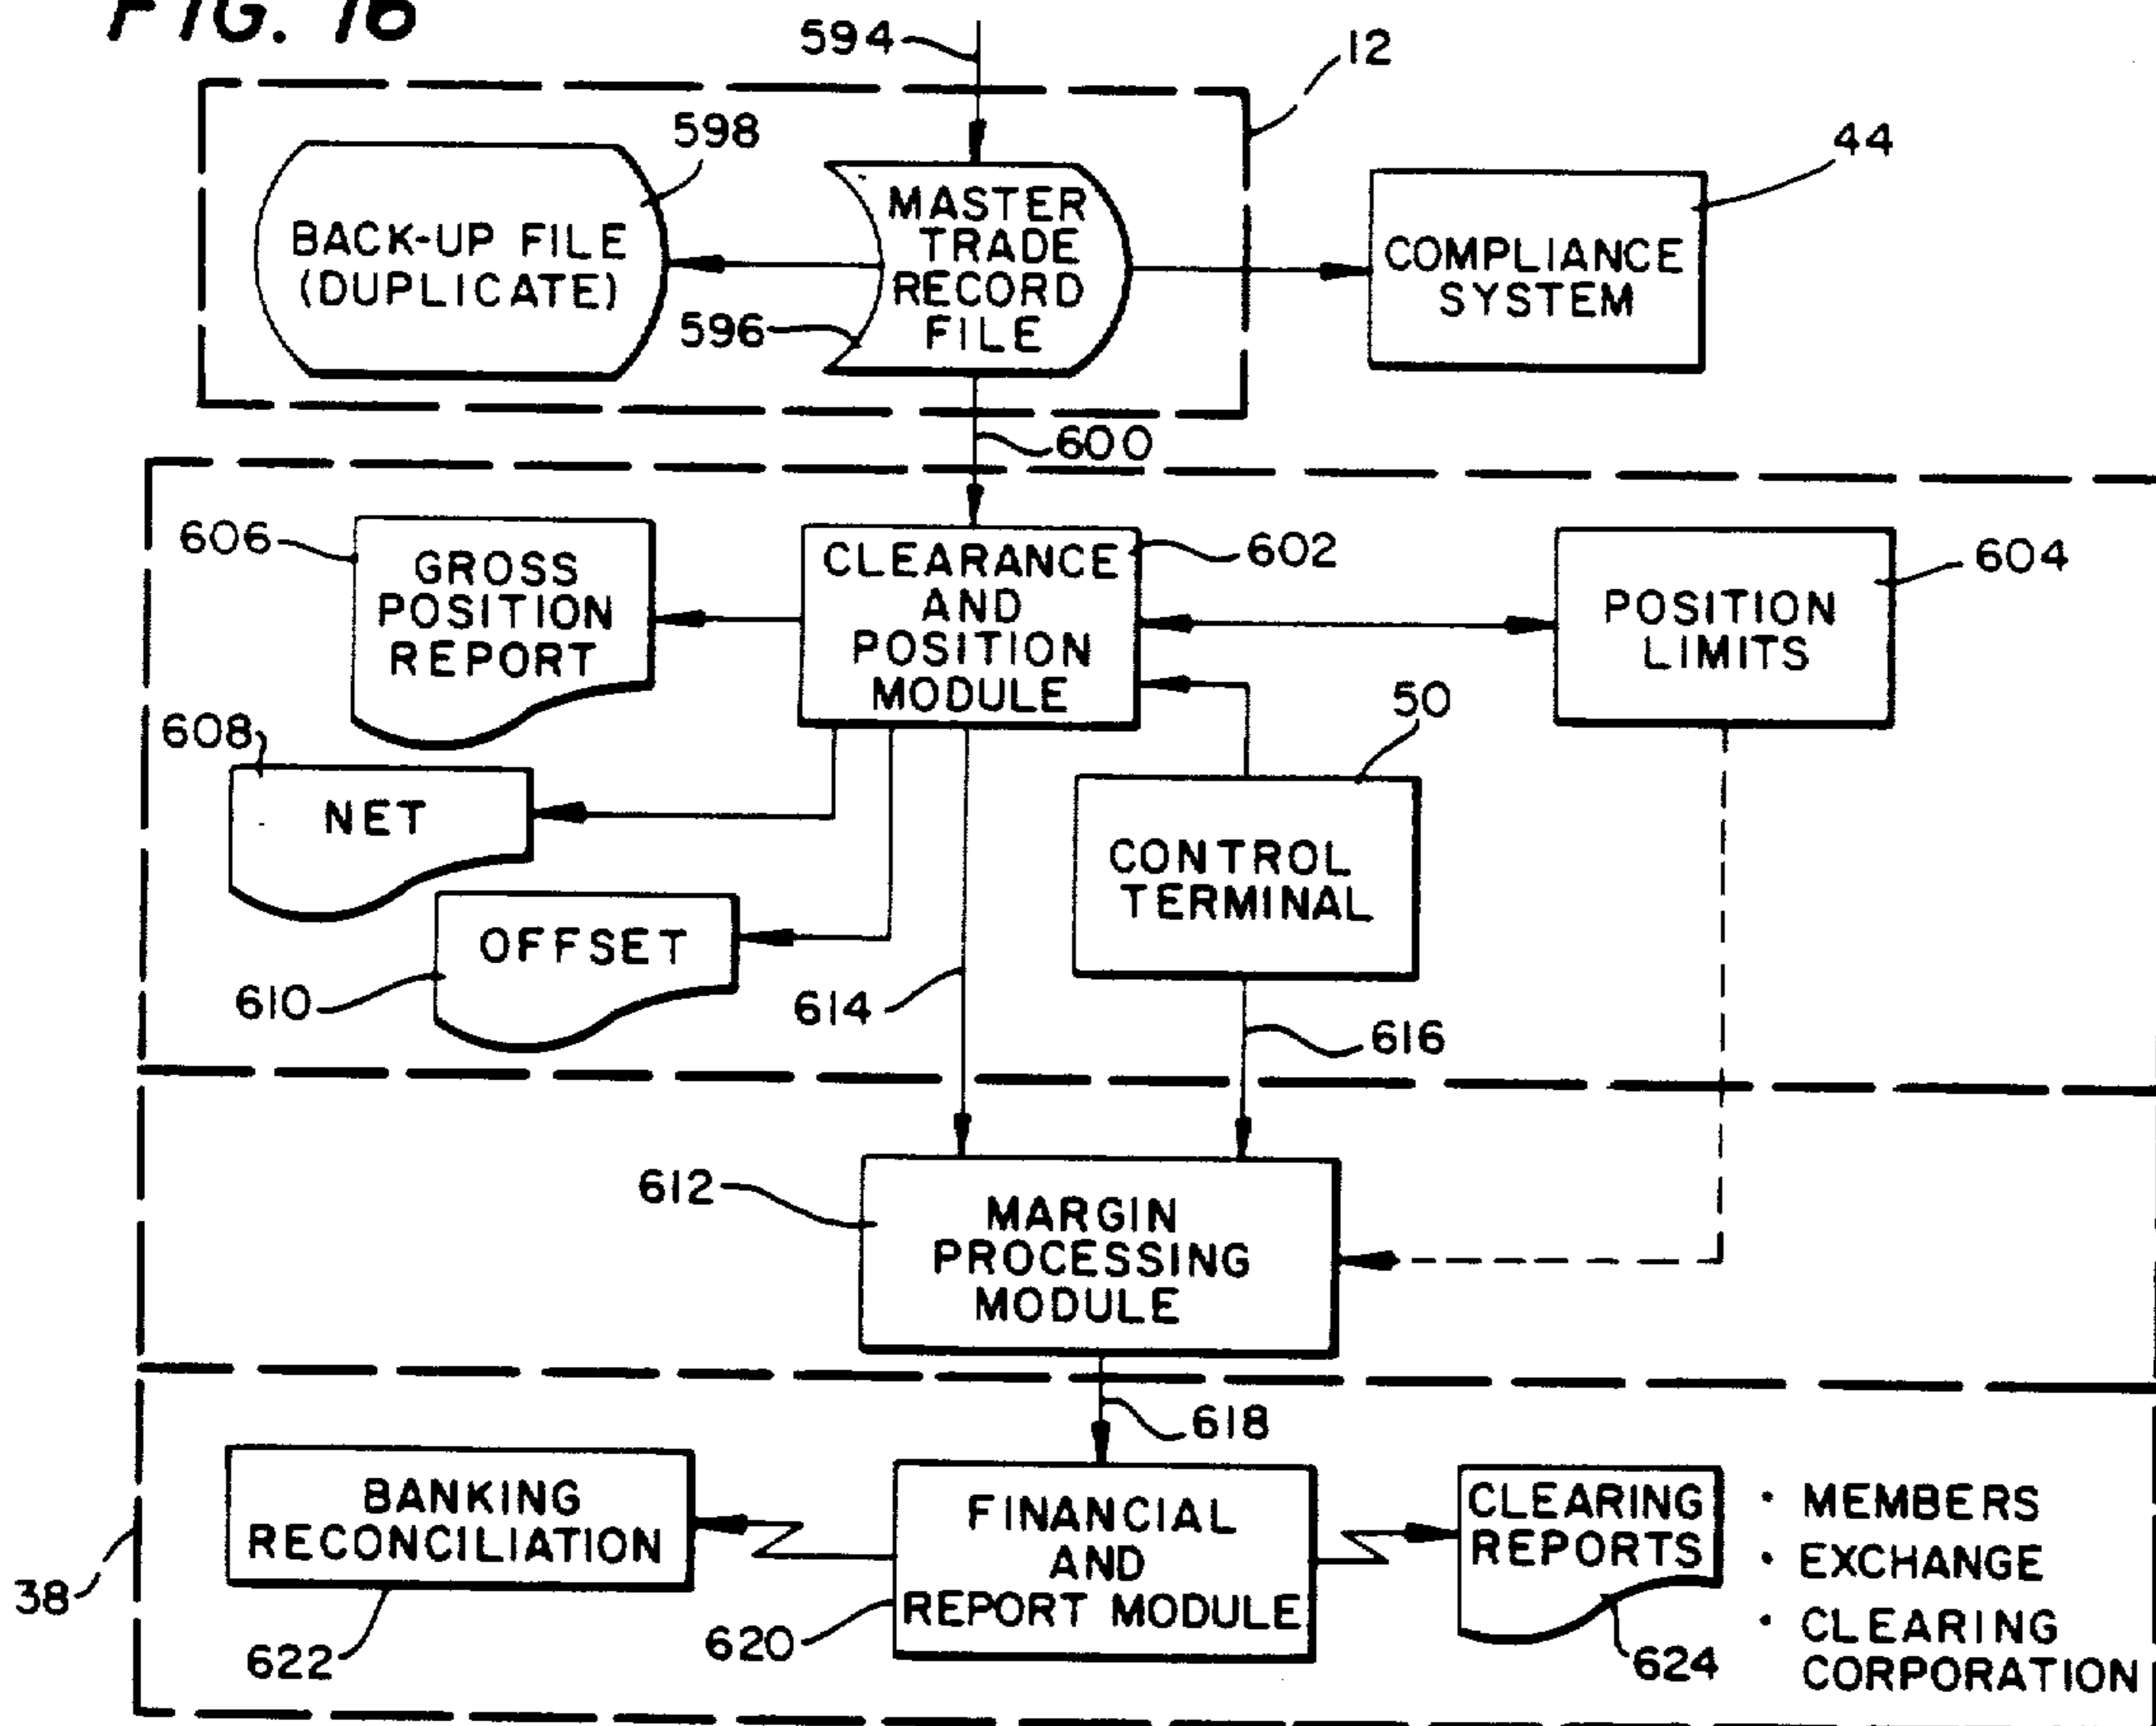 FIG. 16
594
12
598
44
BACK-UP FILE
(DUPLICATE)
MASTER
TRADE
RECORD
FILE
596
COMPLIANCE
SYSTEM
600
606
GROSS
POSITION
REPORT
CLEARANCE
AND
POSITION
MODULE
602
POSITION
LIMITS
604
608
NET
50
CONTROL
TERMINAL
OFFSET
610
614
616
612
MARGIN
PROCESSING
MODULE
618
BANKING
RECONCILIATION
FINANCIAL
AND
REPORT MODULE
CLEARING
REPORTS
• MEMBERS
• EXCHANGE
• CLEARING
CORPORATION
38
622
620
624